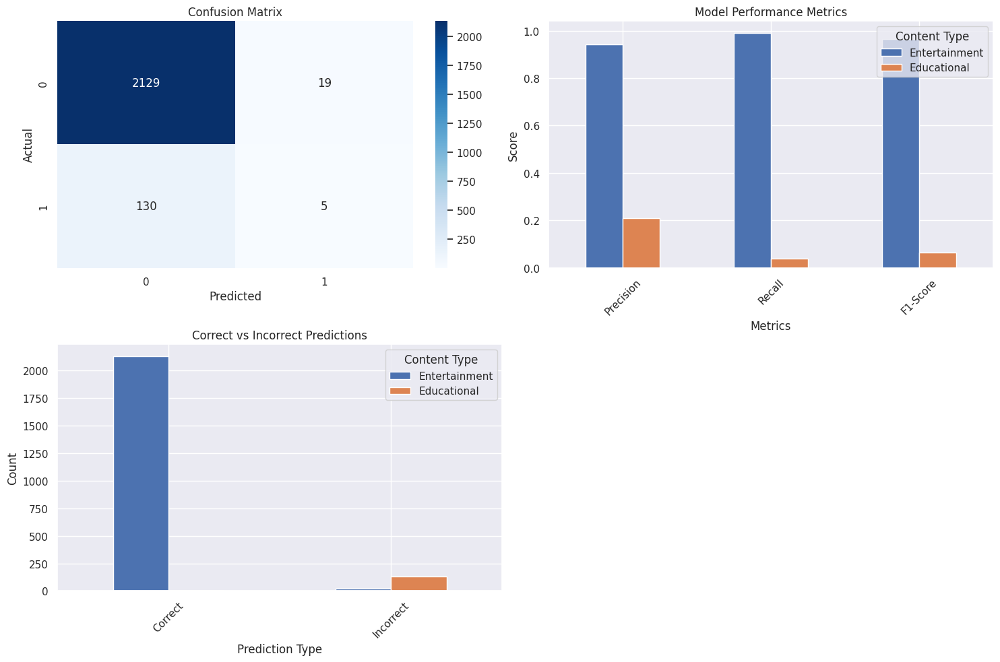 Confusion Matrix
2129
19
130
5
0
1
Actual
0
1
Predicted
2000
1750
1500
1250
1000
750
500
250
Model Performance Metrics
Content Type
Entertainment
Educational
1.0
0.8
0.6
0.4
0.2
0.0
Score
Precision
Recall
F1-Score
Metrics
Correct vs Incorrect Predictions
Content Type
Entertainment
Educational
2000
1750
1500
1250
1000
750
500
250
0
Count
Correct
Incorrect
Prediction Type